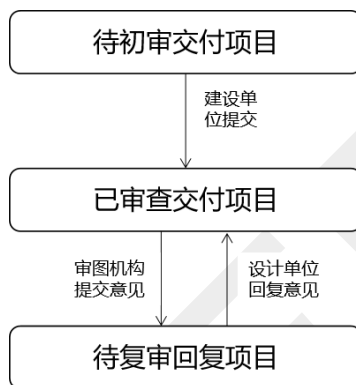 待初审交付项目
建设单
位提交
已审查交付项目
审图机构
提交意见
设计单位
回复意见
待复审回复项目